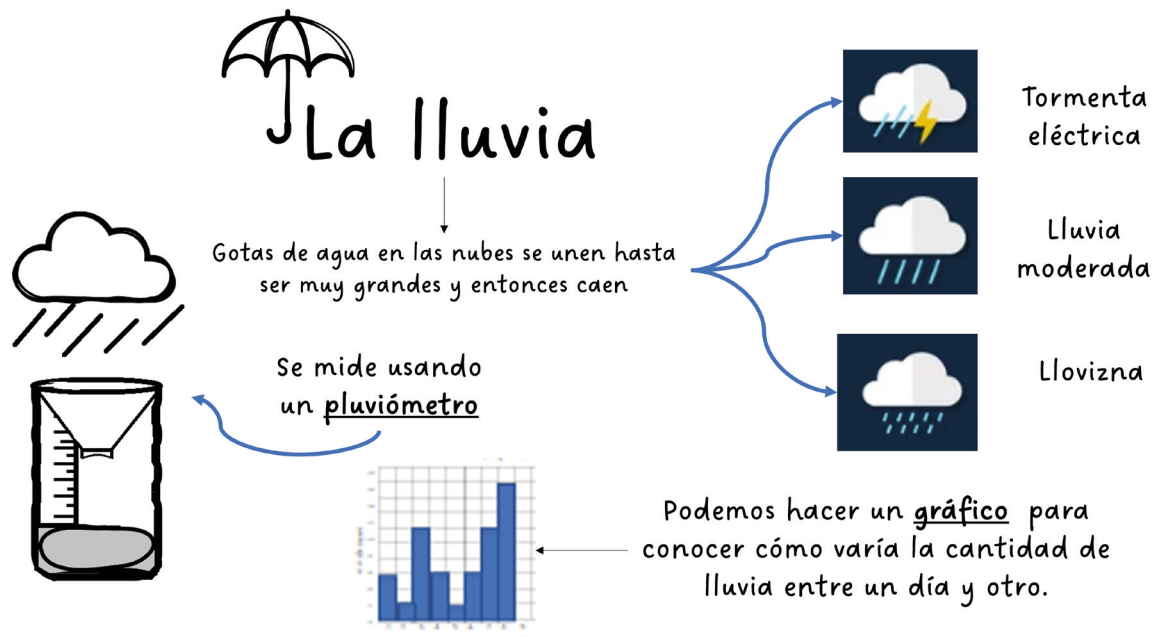 La lluvia
Gotas de agua en las nubes se unen hasta
ser muy grandes y entonces caen
Tormenta
eléctrica
Lluvia
moderada
Llovizna
Se mide usando
un pluviómetro
Podemos hacer un gráfico para
conocer cómo varía la cantidad de
lluvia entre un día y otro.